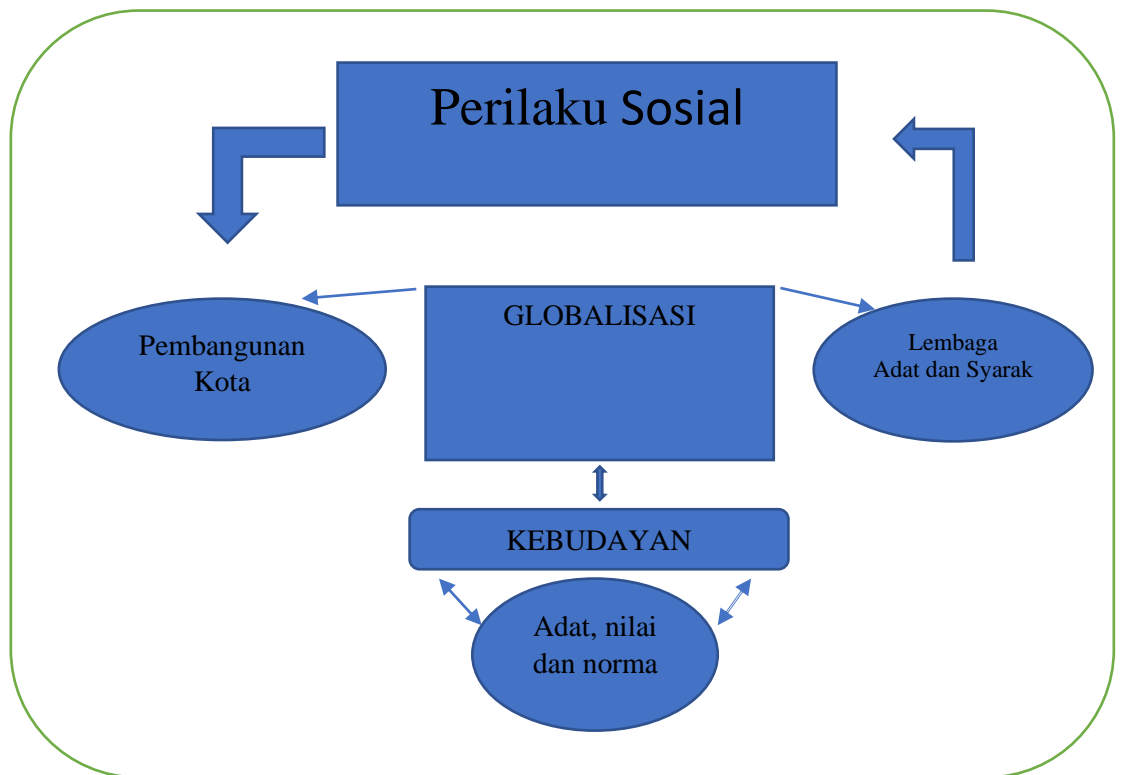 Perilaku Sosial
GLOBALISASI
Pembangunan
Kota
Lembaga
Adat dan Syarak
KEBUDAYAN
Adat, nilai
dan norma